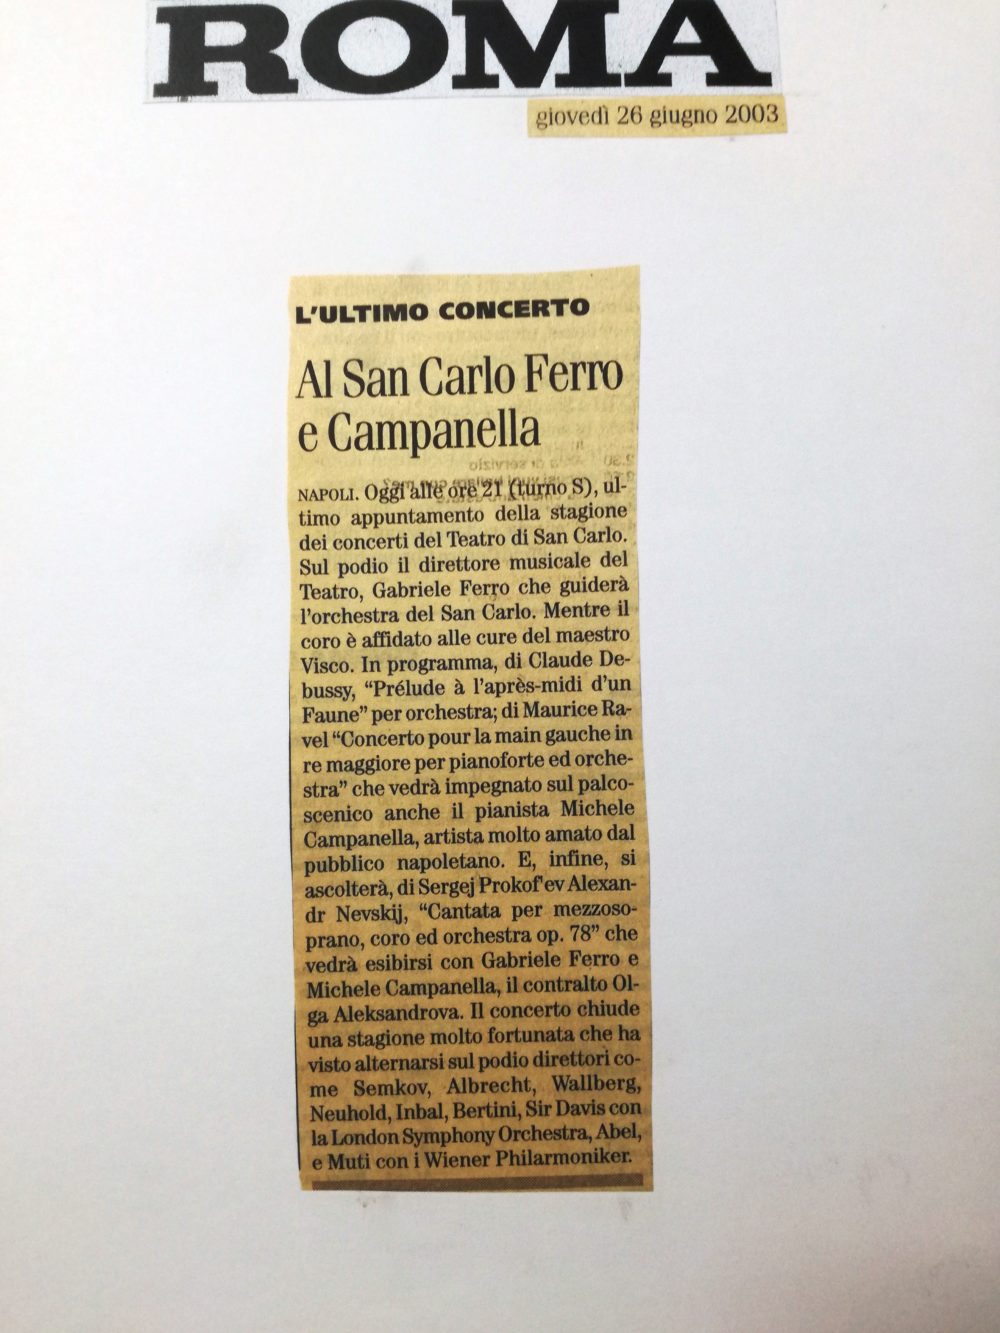 ROMA
giovedì 26 giugno 2003
L'ULTIMO CONCERTO
Al San Carlo Ferro
e Campanella
NAPOLI. Oggi alle ore 21 (turno S), ul-
timo appuntamento della stagione
dei concerti del Teatro di San Carlo.
Sul podio il direttore musicale del
Teatro, Gabriele Ferro che guiderà
l'orchestra del San Carlo. Mentre il
coro è affidato alle cure del maestro
Visco. In programma, di Claude De-
bussy, “Prélude à l'après-midi d'un
Faune” per orchestra; di Maurice Ra-
vel “Concerto pour la main gauche in
re maggiore per pianoforte ed orche-
stra” che vedrà impegnato sul palco-
scenico anche il pianista Michele
Campanella, artista molto amato dal
pubblico napoletano. E, infine, si
ascolterà, di Sergej Prokof'ev Alexan-
dr Nevskij, “Cantata per mezzoso-
prano, coro ed orchestra op. 78” che
vedrà esibirsi con Gabriele Ferro e
Michele Campanella, il contralto Ol-
ga Aleksandrova. Il concerto chiude
una stagione molto fortunata che ha
visto alternarsi sul podio direttori co-
me Semkov, Albrecht, Wallberg,
Neuhold, Inbal, Bertini, Sir Davis con
la London Symphony Orchestra, Abel,
e Muti con i Wiener Philarmoniker.